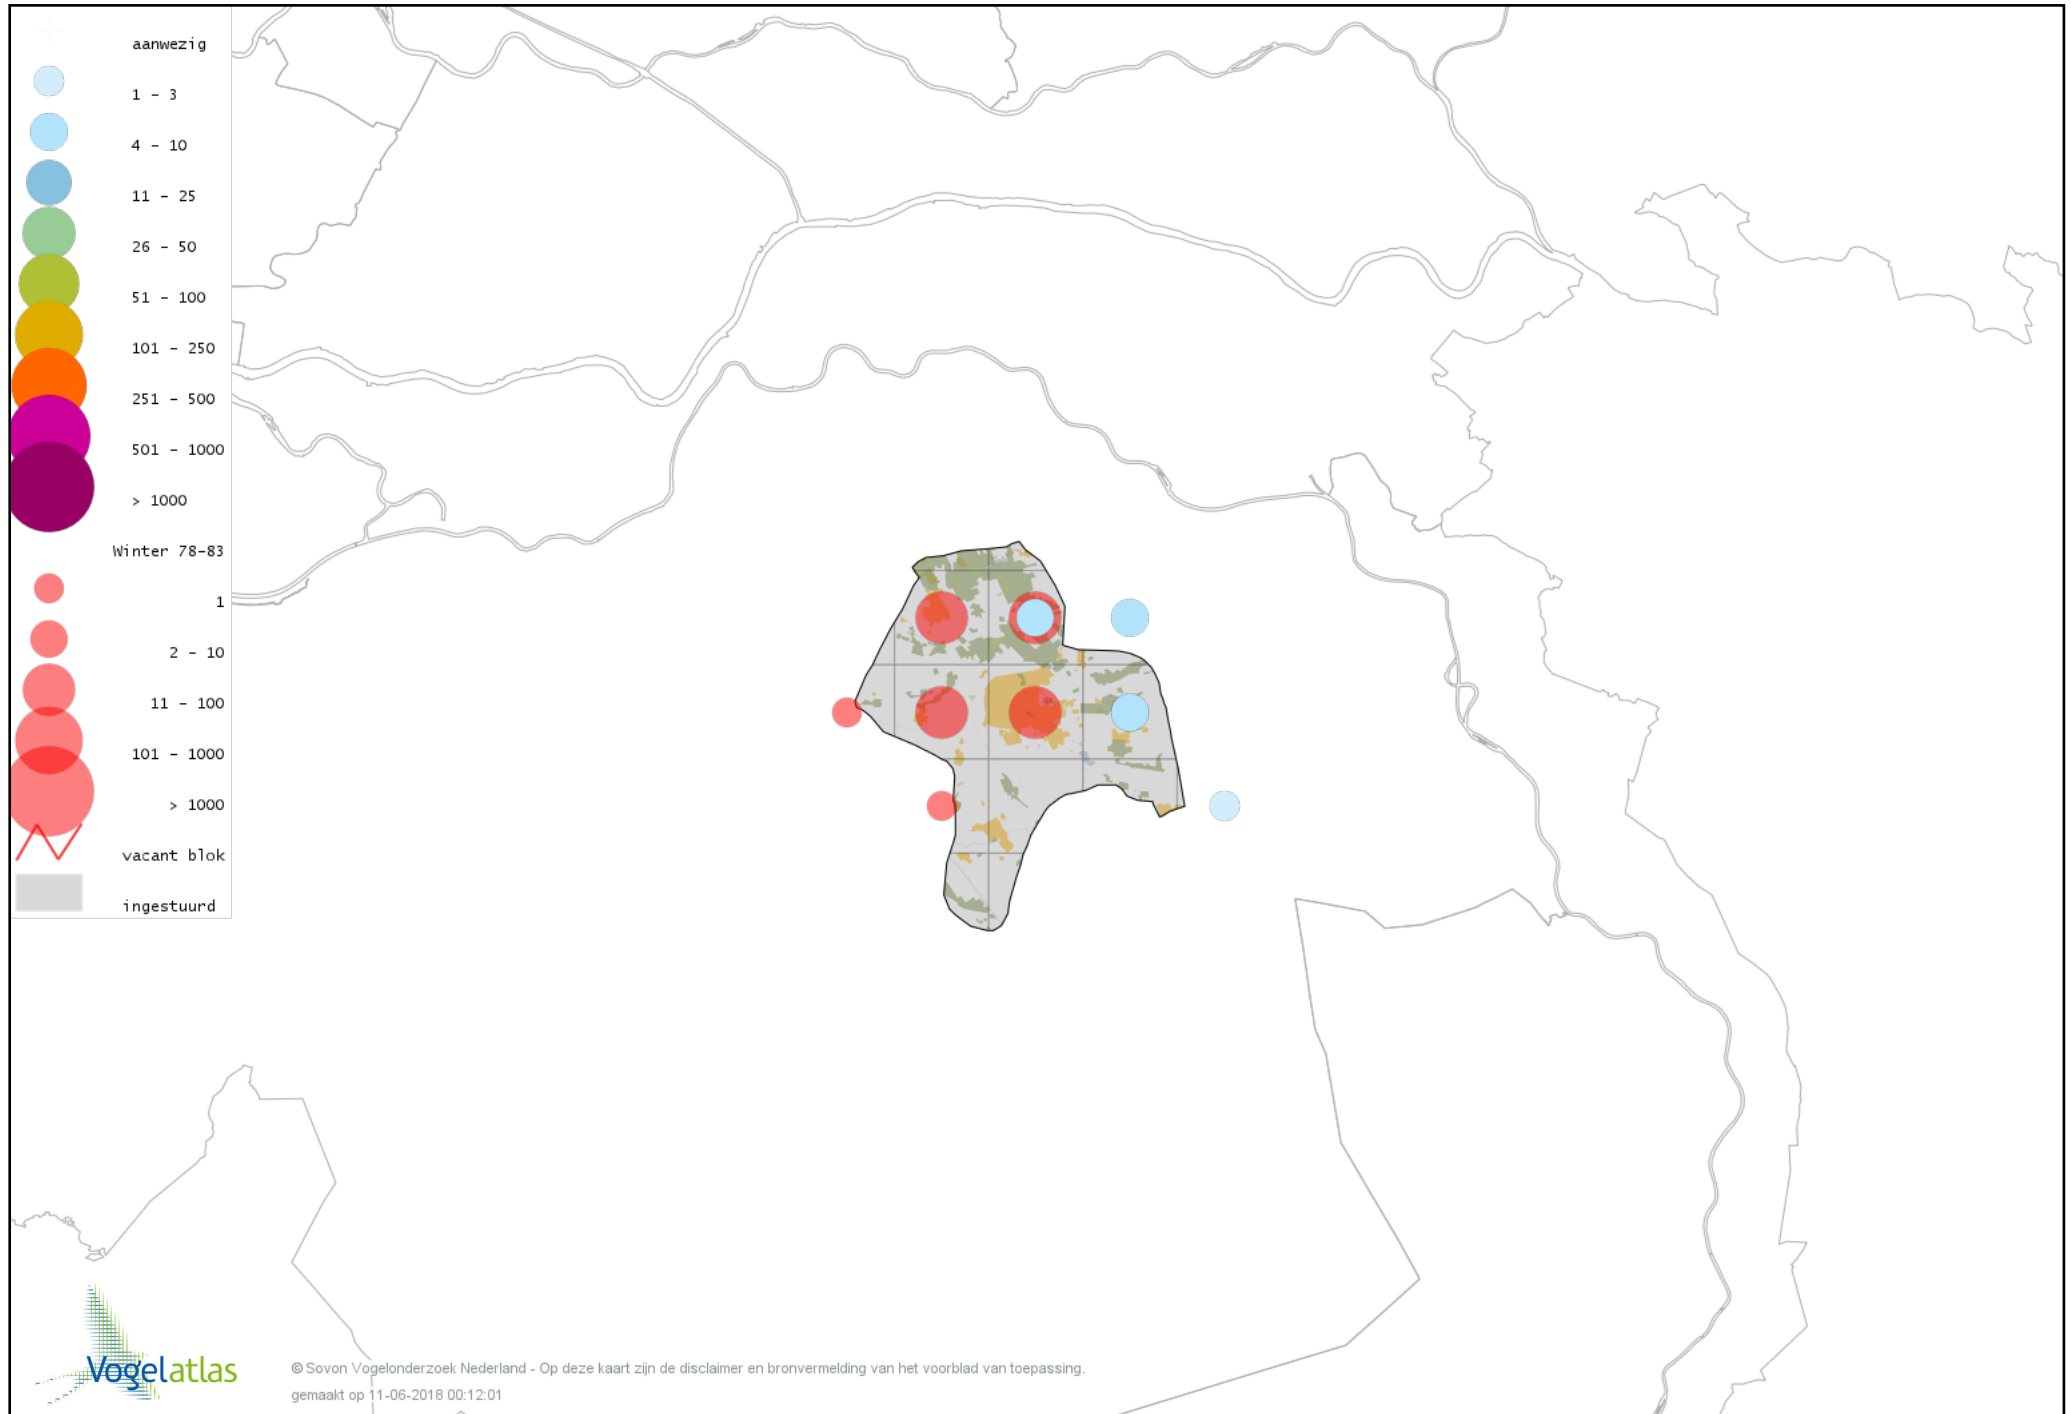 aanwezig
1 - 3
4 - 10
11 - 25
26 - 50
51 - 100
101 - 250
251 - 500
501 - 1000
> 1000
Winter 78-83
1
2 - 10
11 - 100
101 - 1000
> 1000
vacant blok
ingestuurd
Vogelatlas
© Sovon Vogelonderzoek Nederland - Op deze kaart zijn de disclaimer en bronvermelding van het voorblad van toepassing.
gemaakt op 11-06-2018 00:12:01